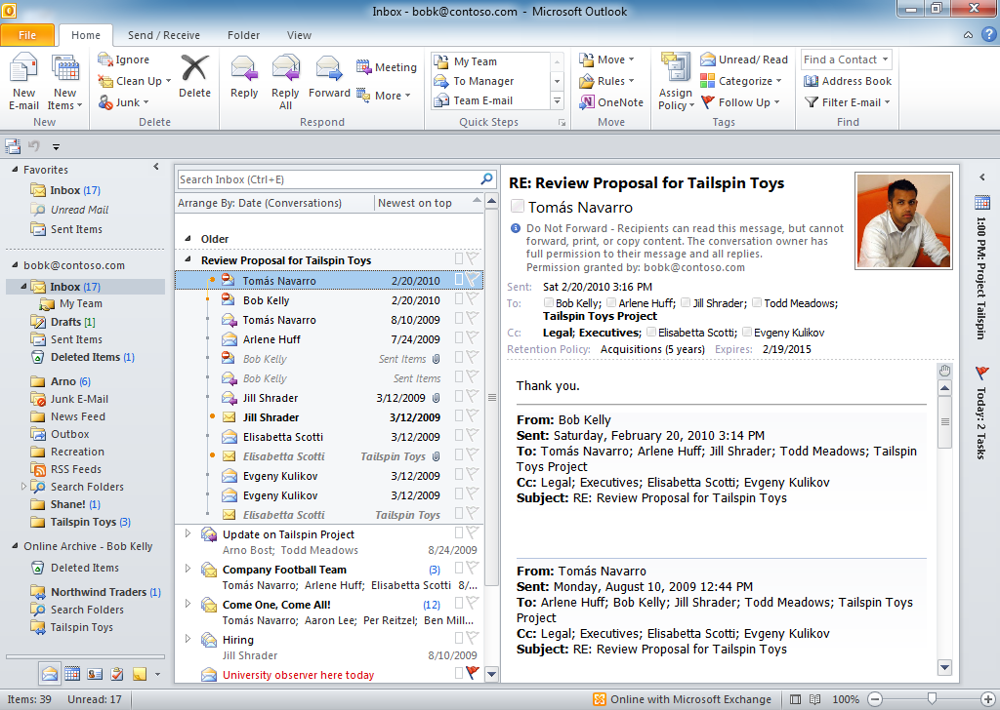 Inbox - bobk@contoso.com - Microsoft Outlook
File Home Send / Receive Folder View
New E-mail
New Items
Ignore
Clean Up
Junk
Delete
Reply
Reply All
Forward
Meeting
More
My Team
To Manager
Team E-mail
Move
Rules
OneNote
Assign Policy
Unread/ Read
Categorize
Follow Up
Find a Contact
Address Book
Filter E-mail
New Delete Respond Quick Steps Move Tags Find
Favorites
Inbox (17)
Unread Mail
Sent Items
bobk@contoso.com
Inbox (17)
My Team
Drafts [1]
Sent Items
Deleted Items (1)
Arno (6)
Junk E-Mail
News Feed
Outbox
Recreation
RSS Feeds
Search Folders
Shane! (1)
Tailspin Toys (3)
Online Archive - Bob Kelly
Deleted Items
Northwind Traders (1)
Search Folders
Tailspin Toys
Search Inbox (Ctrl+E)
Arrange By: Date (Conversations) Newest on top
Older
Review Proposal for Tailspin Toys
Tomás Navarro 2/20/2010
Bob Kelly 2/20/2010
Tomás Navarro 8/10/2009
Arlene Huff 7/24/2009
Bob Kelly Sent Items
Bob Kelly Sent Items
Jill Shrader 3/12/2009
Jill Shrader 3/12/2009
Elisabetta Scotti 3/12/2009
Elisabetta Scotti Tailspin Toys
Evgeny Kulikov 3/12/2009
Evgeny Kulikov 3/12/2009
Elisabetta Scotti Tailspin Toys
Update on Tailspin Project
Arno Bost; Todd Meadows 8/24/2009
Company Football Team (3)
Tomás Navarro; Arlene Huff; Elisabetta Scotti 8/...
Come One, Come All! (12)
Tomás Navarro; Aaron Lee; Per Reitzel; Ben Mill...
Hiring
Jill Shrader 8/10/2009
University observer here today
RE: Review Proposal for Tailspin Toys
Tomás Navarro
Do Not Forward - Recipients can read this message, but cannot
forward, print, or copy content. The conversation owner has
full permission to their message and all replies.
Permission granted by: bobk@contoso.com
Sent: Sat 2/20/2010 3:16 PM
To: Bob Kelly; Arlene Huff; Jill Shrader; Todd Meadows;
Tailspin Toys Project
Cc: Legal; Executives; Elisabetta Scotti; Evgeny Kulikov
Retention Policy: Acquisitions (5 years) Expires: 2/19/2015
Thank you.
From: Bob Kelly
Sent: Saturday, February 20, 2010 3:14 PM
To: Tomás Navarro; Arlene Huff; Jill Shrader; Todd Meadows; Tailspin
Toys Project
Cc: Legal; Executives; Elisabetta Scotti; Evgeny Kulikov
Subject: RE: Review Proposal for Tailspin Toys
From: Tomás Navarro
Sent: Monday, August 10, 2009 12:44 PM
To: Arlene Huff; Bob Kelly; Jill Shrader; Todd Meadows; Tailspin Toys
Project
Cc: Legal; Executives; Elisabetta Scotti; Evgeny Kulikov
Subject: RE: Review Proposal for Tailspin Toys
1:00 PM: Project Tailspin
Today: 2 Tasks
Items: 39 Unread: 17 Online with Microsoft Exchange 100%